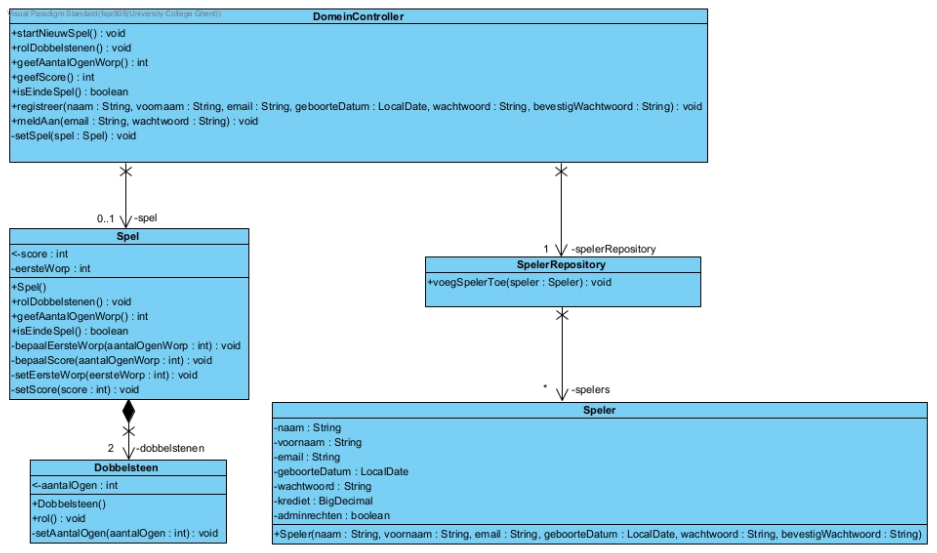 Visual Paradigm Standard(fspr805(University College Ghent))
DomeinController
+startNieuwSpel() : void
+rolDobbelstenen() : void
+geefAantalOgenWorp() : int
+geefScore() : int
+isEindeSpel() : boolean
+registreer(naam : String, voornaam : String, email : String, geboorteDatum : LocalDate, wachtwoord : String, bevestigWachtwoord : String) : void
+meldAan(email : String, wachtwoord : String) : void
-setSpel(spel : Spel) : void
0..1
-spel
Spel
<-score : int
-eersteWorp : int
+Spel()
+rolDobbelstenen() : void
+geefAantalOgenWorp() : int
+isEindeSpel() : boolean
-bepaalEersteWorp(aantalOgenWorp : int) : void
-bepaalScore(aantalOgenWorp : int) : void
-setEersteWorp(eersteWorp : int) : void
-setScore(score : int) : void
2
-dobbelstenen
Dobbelsteen
<-aantalOgen : int
+Dobbelsteen()
+rol() : void
-setAantalOgen(aantalOgen : int) : void
1
-spelerRepository
SpelerRepository
+voegSpelerToe(speler : Speler) : void
*
-spelers
Speler
-naam : String
-voornaam : String
-email : String
-geboorteDatum : LocalDate
-wachtwoord : String
-krediet : BigDecimal
-adminrechten : boolean
+Speler(naam : String, voornaam : String, email : String, geboorteDatum : LocalDate, wachtwoord : String, bevestigWachtwoord : String)